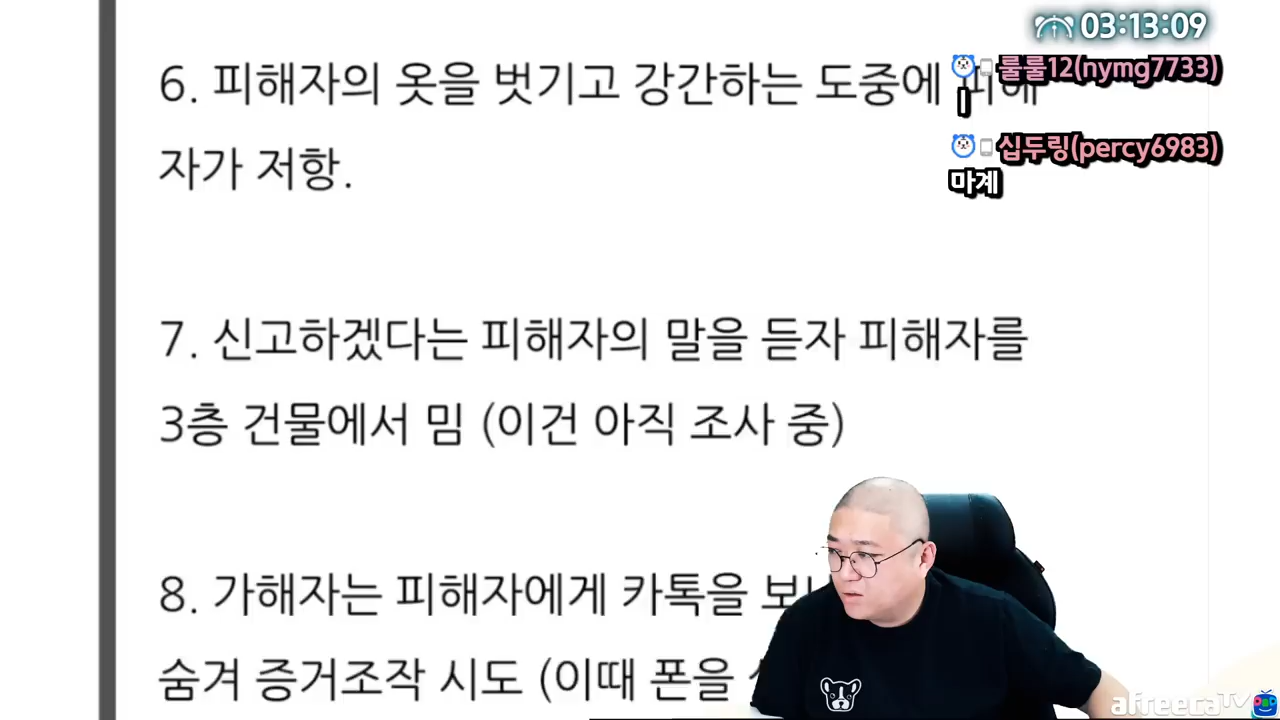 03:13:09
룰룰12(nymg7733)
십두링(percy6983)
마계
6. 피해자의 옷을 벗기고 강간하는 도중에 피해
자가 저항.
7. 신고하겠다는 피해자의 말을 듣자 피해자를
3층 건물에서 밈 (이건 아직 조사 중)
8. 가해자는 피해자에게 카톡을
숨겨 증거조작 시도 (이때 폰을
afreecaTV